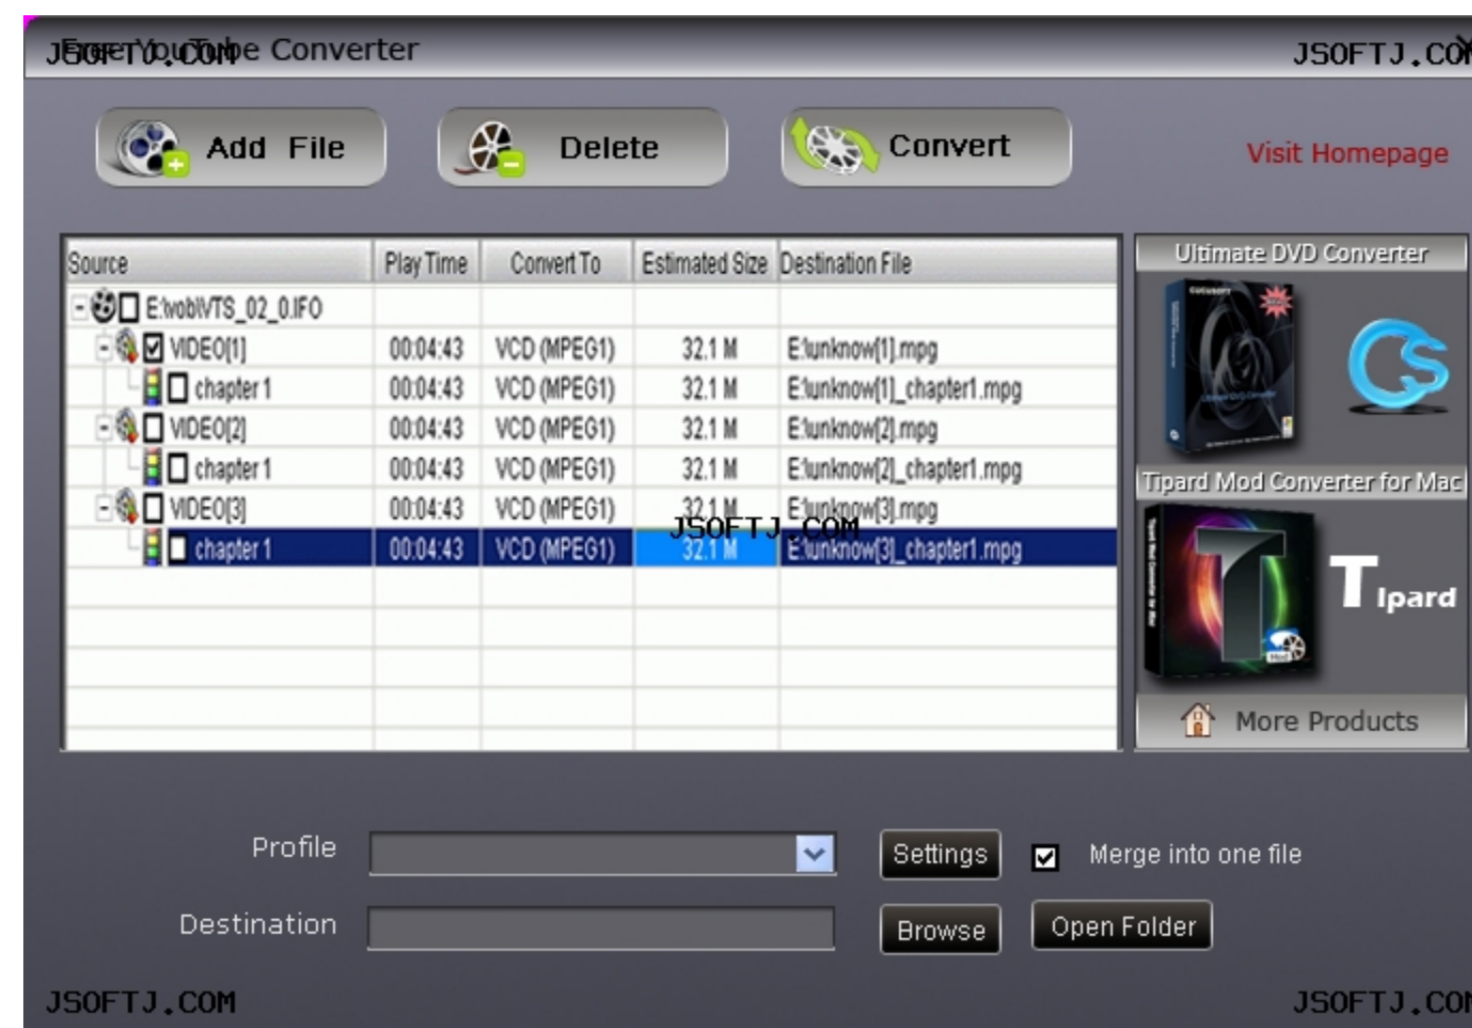 JSOFTJ.COM
Free YouTube Converter
JSOFTJ.COM
Add File
Delete
Convert
Visit Homepage
Source Play Time Convert To Estimated Size Destination File
E:\vob\VTS_02_0.IFO
VIDEO[1] 00:04:43 VCD (MPEG1) 32.1 M E:\unknow[1].mpg
chapter 1 00:04:43 VCD (MPEG1) 32.1 M E:\unknow[1]_chapter1.mpg
VIDEO[2] 00:04:43 VCD (MPEG1) 32.1 M E:\unknow[2].mpg
chapter 1 00:04:43 VCD (MPEG1) 32.1 M E:\unknow[2]_chapter1.mpg
VIDEO[3] 00:04:43 VCD (MPEG1) 32.1 M E:\unknow[3].mpg
JSOFTJ.COM
chapter 1 00:04:43 VCD (MPEG1) 32.1 M E:\unknow[3]_chapter1.mpg
Ultimate DVD Converter
CUCUSOFT
CS
Tipard Mod Converter for Mac
T
Mod
Tipard
More Products
Profile
Settings
Merge into one file
Destination
Browse
Open Folder
JSOFTJ.COM
JSOFTJ.COM